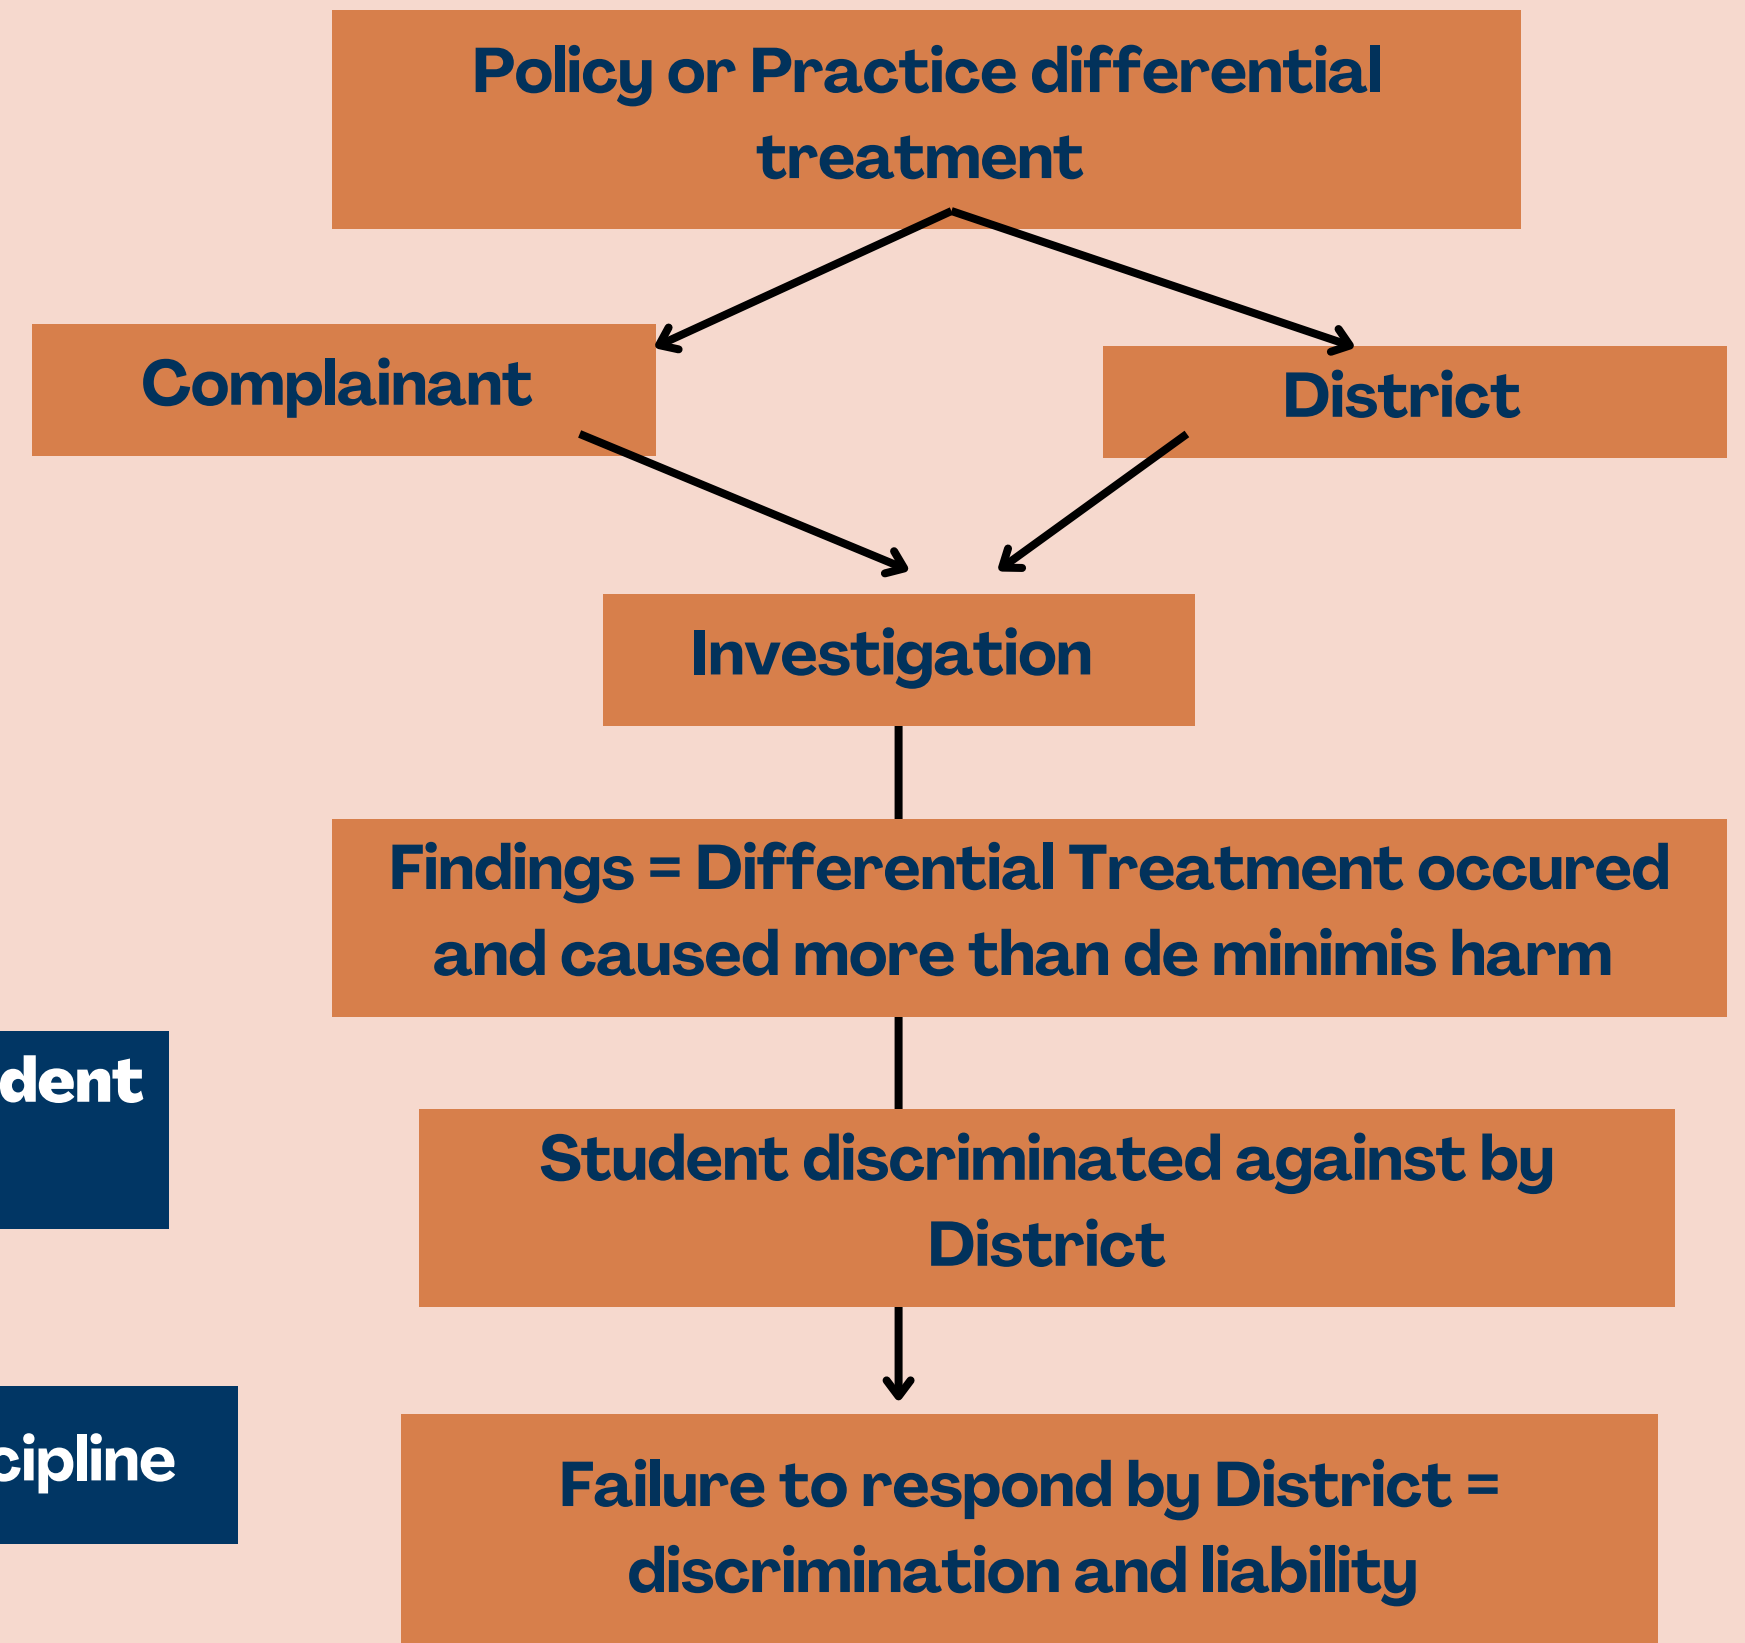 Policy or Practice differential
treatment
Complainant
District
Investigation
Findings = Differential Treatment occured
and caused more than de minimis harm
dent
Student discriminated against by
District
cipline
Failure to respond by District =
discrimination and liability